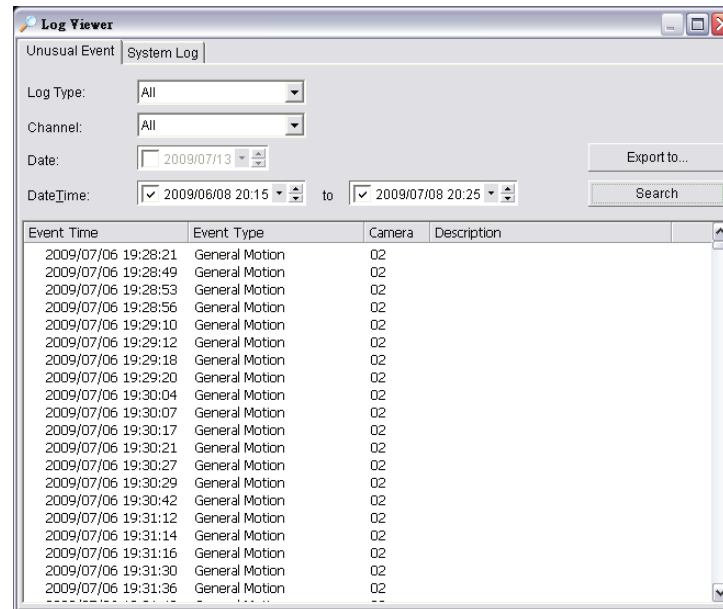 Log Viewer
Unusual Event System Log
Log Type: All
Channel: All
Date: 2009/07/13
Export to...
DateTime: 2009/06/08 20:15 to 2009/07/08 20:25
Search
Event Time Event Type Camera Description
2009/07/06 19:28:21 General Motion 02
2009/07/06 19:28:49 General Motion 02
2009/07/06 19:28:53 General Motion 02
2009/07/06 19:28:56 General Motion 02
2009/07/06 19:29:10 General Motion 02
2009/07/06 19:29:12 General Motion 02
2009/07/06 19:29:18 General Motion 02
2009/07/06 19:29:20 General Motion 02
2009/07/06 19:30:04 General Motion 02
2009/07/06 19:30:07 General Motion 02
2009/07/06 19:30:17 General Motion 02
2009/07/06 19:30:21 General Motion 02
2009/07/06 19:30:27 General Motion 02
2009/07/06 19:30:29 General Motion 02
2009/07/06 19:30:42 General Motion 02
2009/07/06 19:31:12 General Motion 02
2009/07/06 19:31:14 General Motion 02
2009/07/06 19:31:16 General Motion 02
2009/07/06 19:31:30 General Motion 02
2009/07/06 19:31:36 General Motion 02